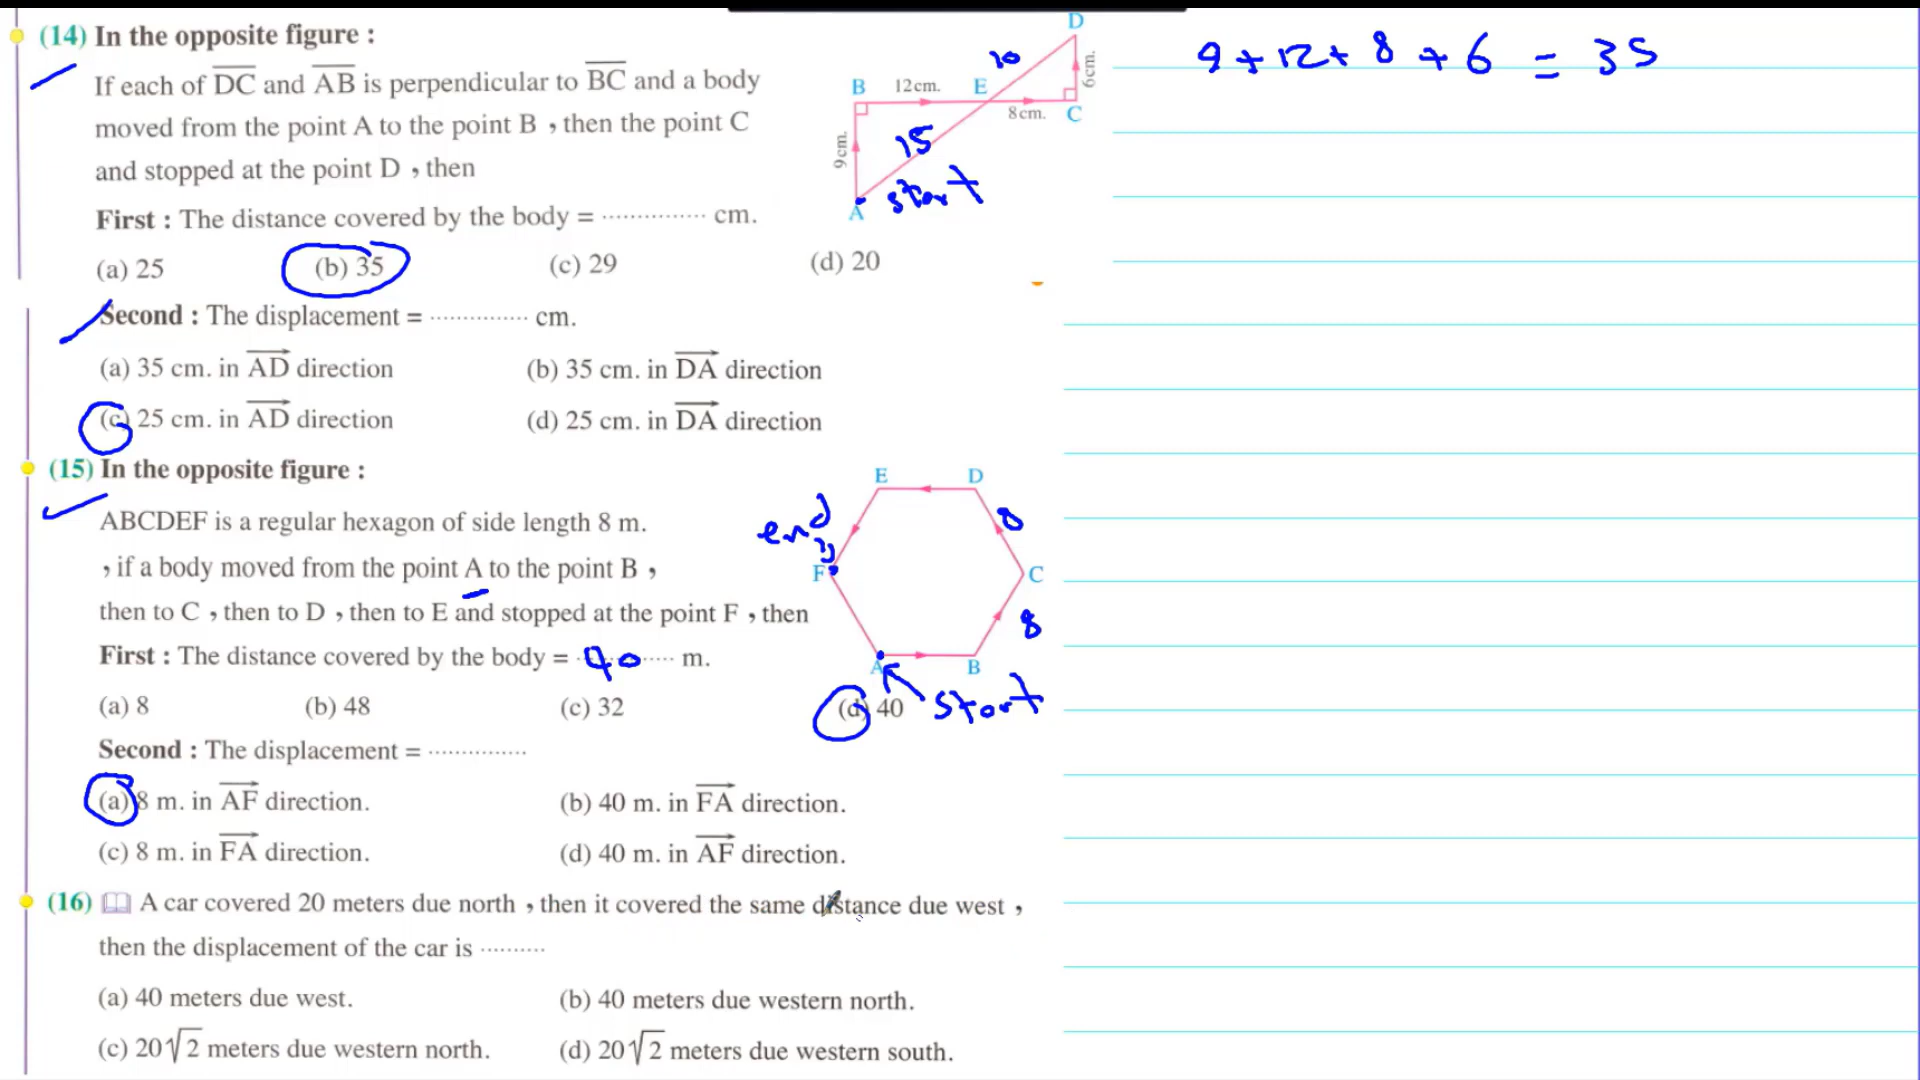 (14) In the opposite figure :
If each of DC and AB is perpendicular to BC and a body
moved from the point A to the point B , then the point C
and stopped at the point D , then
First : The distance covered by the body = ............... cm.
(a) 25 (b) 35 (c) 29 (d) 20
Second : The displacement = ............... cm.
(a) 35 cm. in AD direction (b) 35 cm. in DA direction
(c) 25 cm. in AD direction (d) 25 cm. in DA direction
D
10
6cm.
B 12cm. E
8cm. C
9cm.
15
A start
9 + 12 + 8 + 6 = 35
(15) In the opposite figure :
ABCDEF is a regular hexagon of side length 8 m.
, if a body moved from the point A to the point B ,
then to C , then to D , then to E and stopped at the point F , then
First : The distance covered by the body = 40 m.
(a) 8 (b) 48 (c) 32 (d) 40
Second : The displacement = ...............
(a) 8 m. in AF direction. (b) 40 m. in FA direction.
(c) 8 m. in FA direction. (d) 40 m. in AF direction.
E D
end 8
F C
8
A B
start
(16) A car covered 20 meters due north , then it covered the same distance due west ,
then the displacement of the car is ..........
(a) 40 meters due west. (b) 40 meters due western north.
(c) 20√2 meters due western north. (d) 20√2 meters due western south.